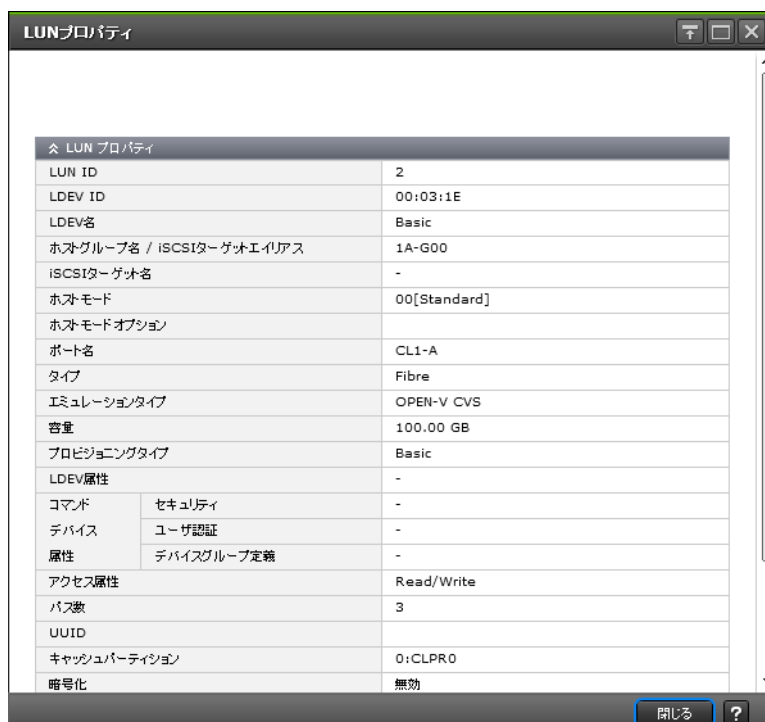 LUNプロパティ
LUN プロパティ
LUN ID 2
LDEV ID 00:03:1E
LDEV名 Basic
ホストグループ名 / iSCSIターゲットエイリアス 1A-G00
iSCSIターゲット名 -
ホストモード 00[Standard]
ホストモードオプション
ポート名 CL1-A
タイプ Fibre
エミュレーションタイプ OPEN-V CVS
容量 100.00 GB
プロビジョニングタイプ Basic
LDEV属性 -
コマンド セキュリティ -
デバイス ユーザ認証 -
属性 デバイスグループ定義 -
アクセス属性 Read/Write
パス数 3
UUID
キャッシュパーティション 0:CLPR0
暗号化 無効
閉じる ?